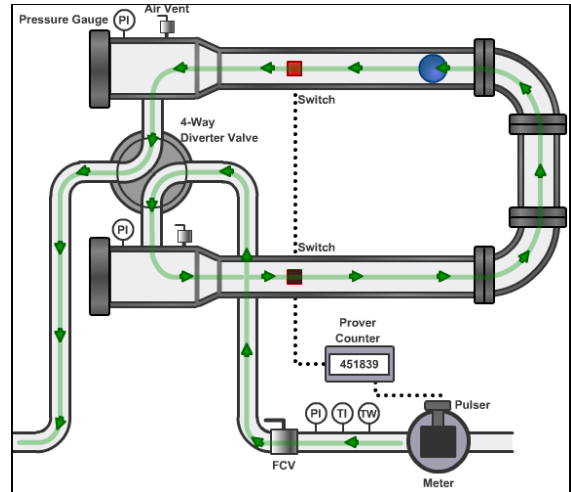 Air Vent
Pressure Gauge
PI
Switch
4-Way
Diverter Valve
PI
Switch
Prover
Counter
451839
Pulser
PI
TI
TW
FCV
Meter